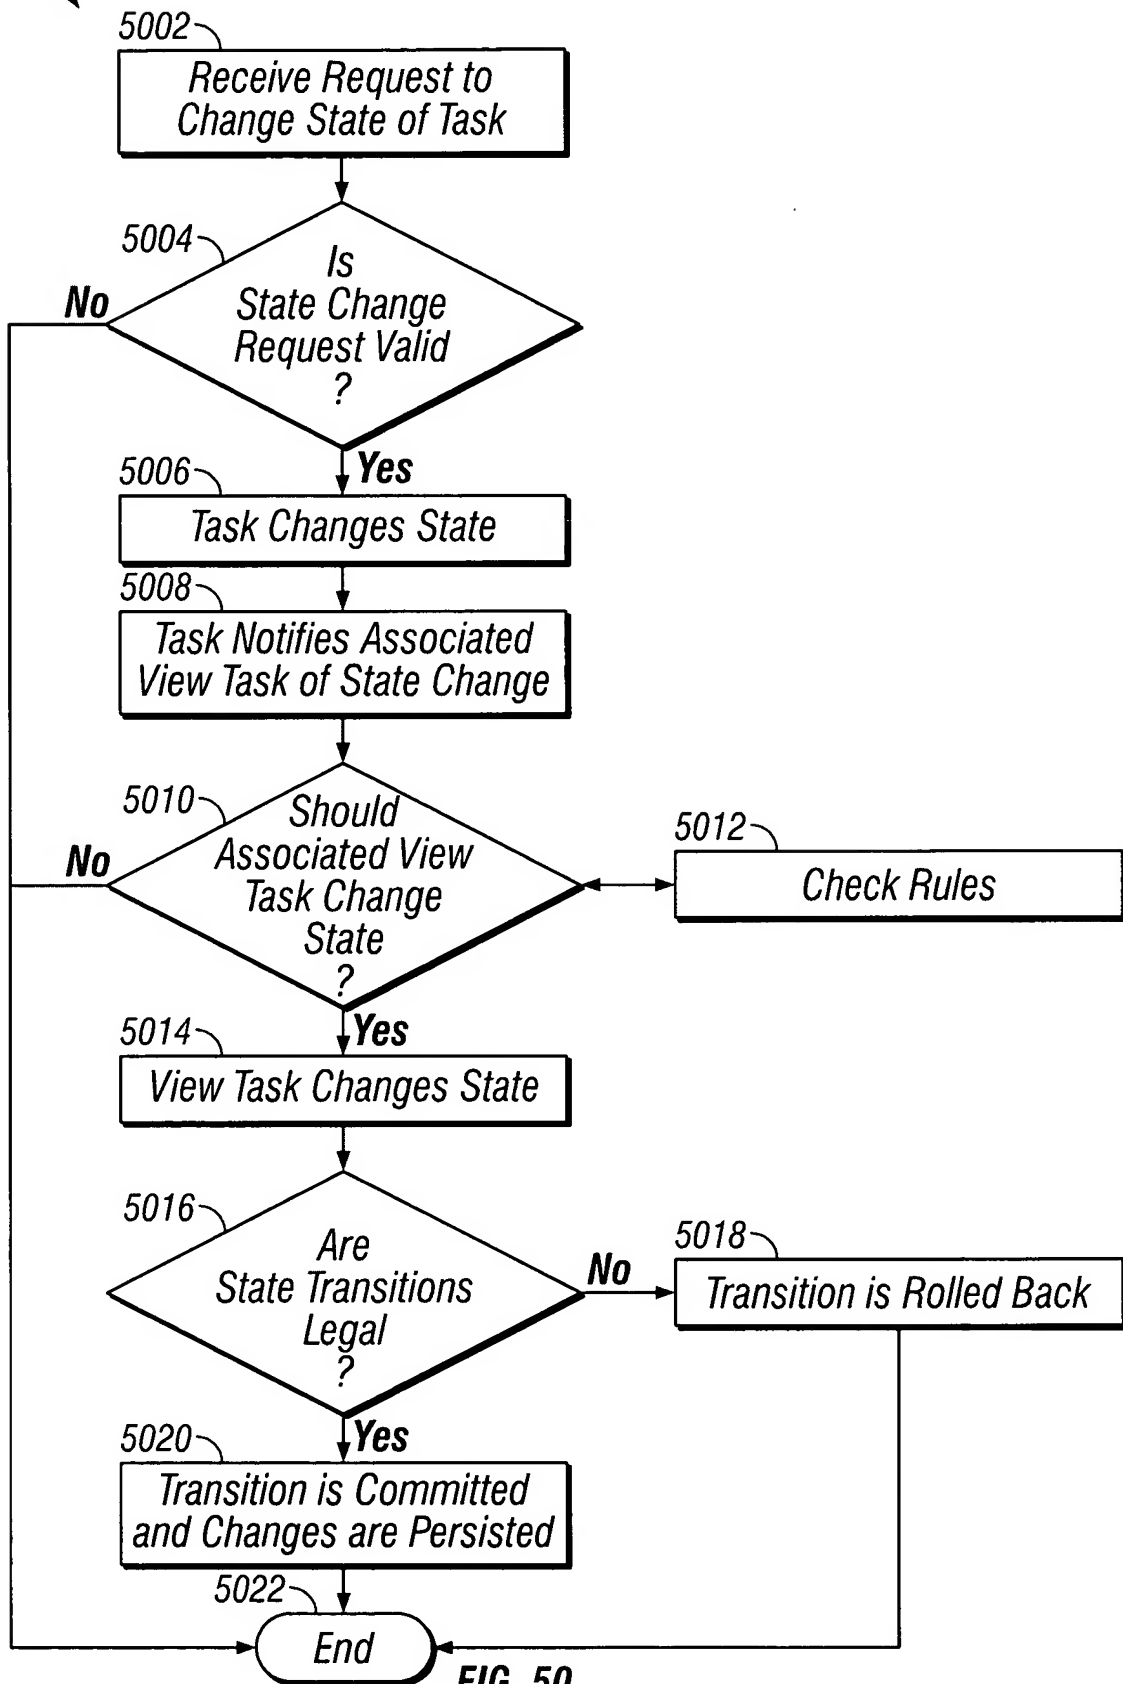 5002
Receive Request to
Change State of Task
5004
Is
State Change
Request Valid
?
No
Yes
5006
Task Changes State
5008
Task Notifies Associated
View Task of State Change
5010
Should
Associated View
Task Change
State
?
No
5012
Check Rules
Yes
5014
View Task Changes State
5016
Are
State Transitions
Legal
?
No
5018
Transition is Rolled Back
Yes
5020
Transition is Committed
and Changes are Persisted
5022
End
FIG. 50